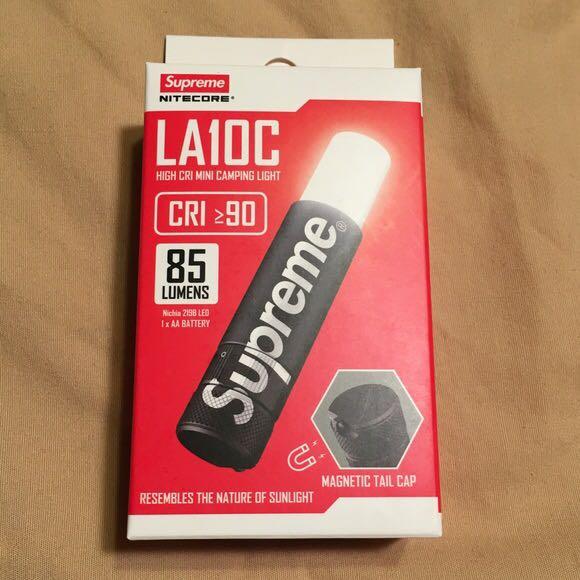 Supreme
NITECORE®
LA10C
HIGH CRI MINI CAMPING LIGHT
CRI ≥90
85
LUMENS
Nichia 219B LED
1 x AA BATTERY
Supreme®
MAGNETIC TAIL CAP
RESEMBLES THE NATURE OF SUNLIGHT